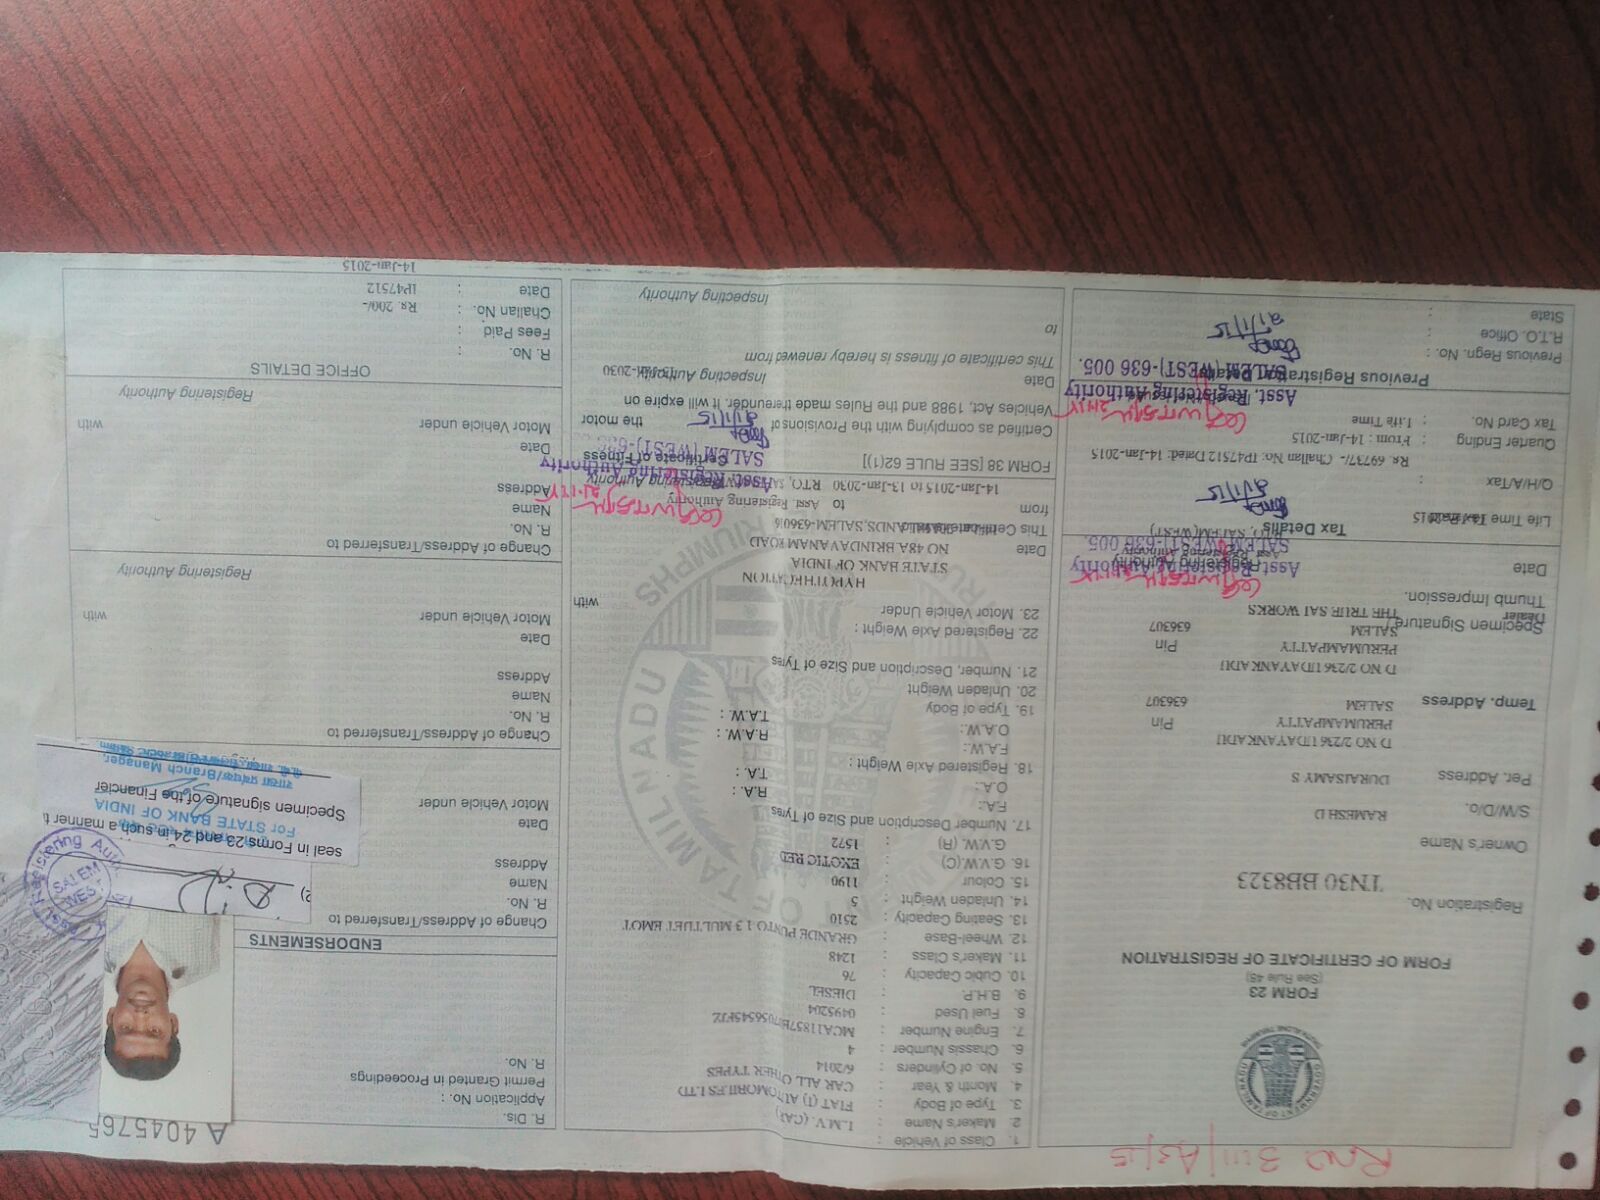 FORM 23
(See Rule 48)
FORM OF CERTIFICATE OF REGISTRATION
Registration No.
TN30 BB8323
Owner's Name : RAMESH D
S/W/D/o. : DURAISAMY S
Per. Address
D NO 2/236 UDAYANKADU
PERUMAMPATTY Pin
SALEM 636307
Temp. Address
D NO 2/236 UDAYANKADU
PERUMAMPATTY Pin
SALEM 636307
Specimen Signature /
Thumb Impression.
Dealer THE TRUE SAI WORKS
Date
Registering Authority
Asst. Registering Authority
SALEM (WEST)-636 005
Tax Details
Life Time
Q/H/A/Tax :
Rs. 69737/- Challan No: IP47512 Dated: 14-Jan-2015
Quarter Ending : From : 14-Jan-2015
Tax Card No. : Life Time
Asst. Registering Authority
SALEM (WEST)-636 005.
Previous Registration Details
Previous Regn. No. :
R.T.O. Office :
State :
21/1/15
1. Class of Vehicle : L.M.V. (CAR)
2. Maker's Name : FIAT (I) AUTOMOBILES LTD
3. Type of Body : CAR ALL OTHER TYPES
4. Month & Year : 6/2014
5. No. of Cylinders : 4
6. Chassis Number :
7. Engine Number : 0495204
8. Fuel Used : DIESEL
9. B.H.P. : 76
10. Cubic Capacity : 1248
11. Maker's Class : GRANDE PUNTO 1.3 MULTIJET EMOT
12. Wheel-Base : 2510
13. Seating Capacity : 5
14. Unladen Weight : 1190
15. Colour : EXOTIC RED
16. G.V.W.(C) : 1572
G.V.W. (R) :
17. Number Description and Size of Tyres
F.A: R.A :
O.A: T.A. :
18. Registered Axle Weight :
F.A.W: R.A.W. :
O.A.W: T.A.W. :
19. Type of Body
20. Unladen Weight
21. Number, Description and Size of Tyres
22. Registered Axle Weight :
23. Motor Vehicle Under with
HYPOTHECATION
STATE BANK OF INDIA
NO 48A BRINDAVANAM ROAD
Date
This Certificate is Valid
from
14-Jan-2015 to 13-Jan-2030
to Asst. Registering Authority
Registering Authority
FORM 38 [SEE RULE 62(1)]
Certificate of Fitness
Asst. Registering Authority
SALEM (WEST)-636
Certified as complying with the Provisions of the motor
Vehicles Act, 1988 and the Rules made thereunder. It will expire on
Date Inspecting Authority 13-Jan-2030
This certificate of fitness is hereby renewed from
to
Inspecting Authority
A 404576
R. Dis.
Application No. :
Permit Granted in Proceedings
R. No.
ENDORSEMENTS
Change of Address/Transferred to
R. No.
Name
Address
Date
Motor Vehicle under
SALEM
WEST
seal in Forms 23 and 24 in such a manner t
For STATE BANK OF INDIA
Specimen Signature of the Financier
शाखा प्रबंधक/Branch Manager,
Change of Address/Transferred to
R. No.
Name
Address
Date
Motor Vehicle under with
Registering Authority
Change of Address/Transferred to
R. No.
Name
Address
Date
Motor Vehicle under with
Registering Authority
OFFICE DETAILS
R. No. :
Fees Paid : Rs. 200/-
Challan No. : IP47512
Date : 14-Jan-2015
GOVERNMENT OF TAMILNADU
TRUTH ALONE TRIUMPHS